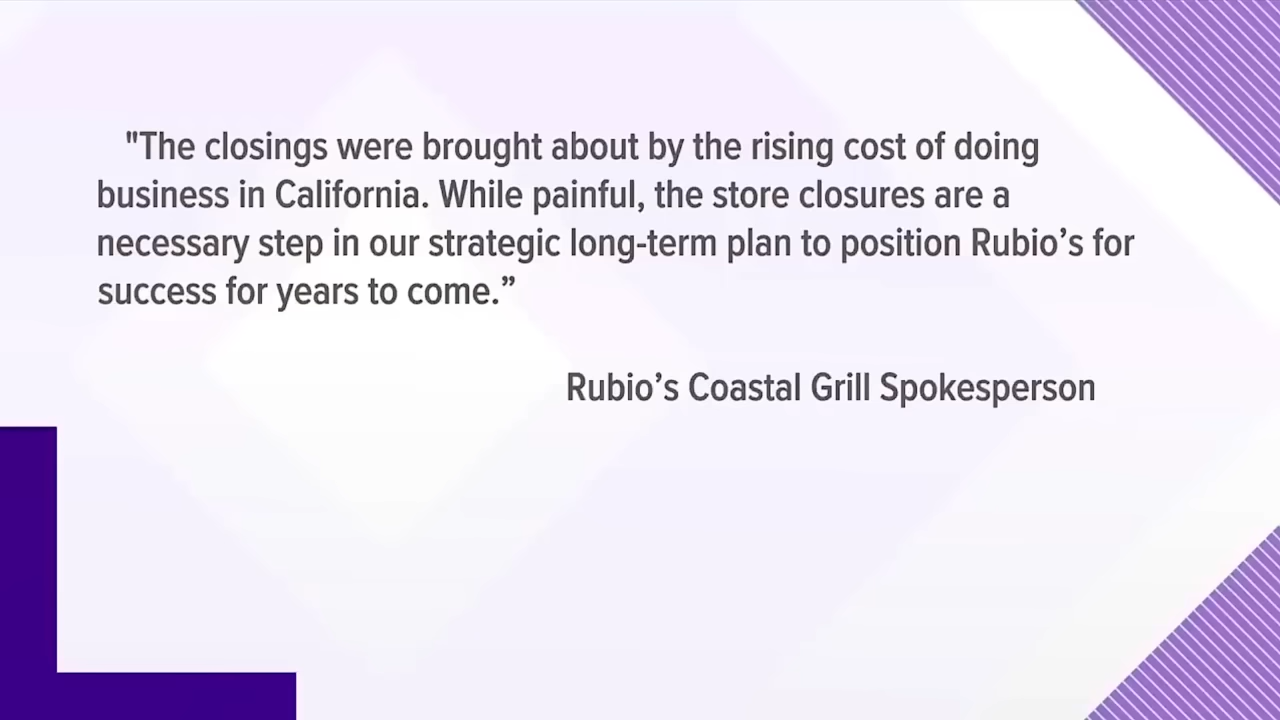 "The closings were brought about by the rising cost of doing
business in California. While painful, the store closures are a
necessary step in our strategic long-term plan to position Rubio’s for
success for years to come.”
Rubio’s Coastal Grill Spokesperson